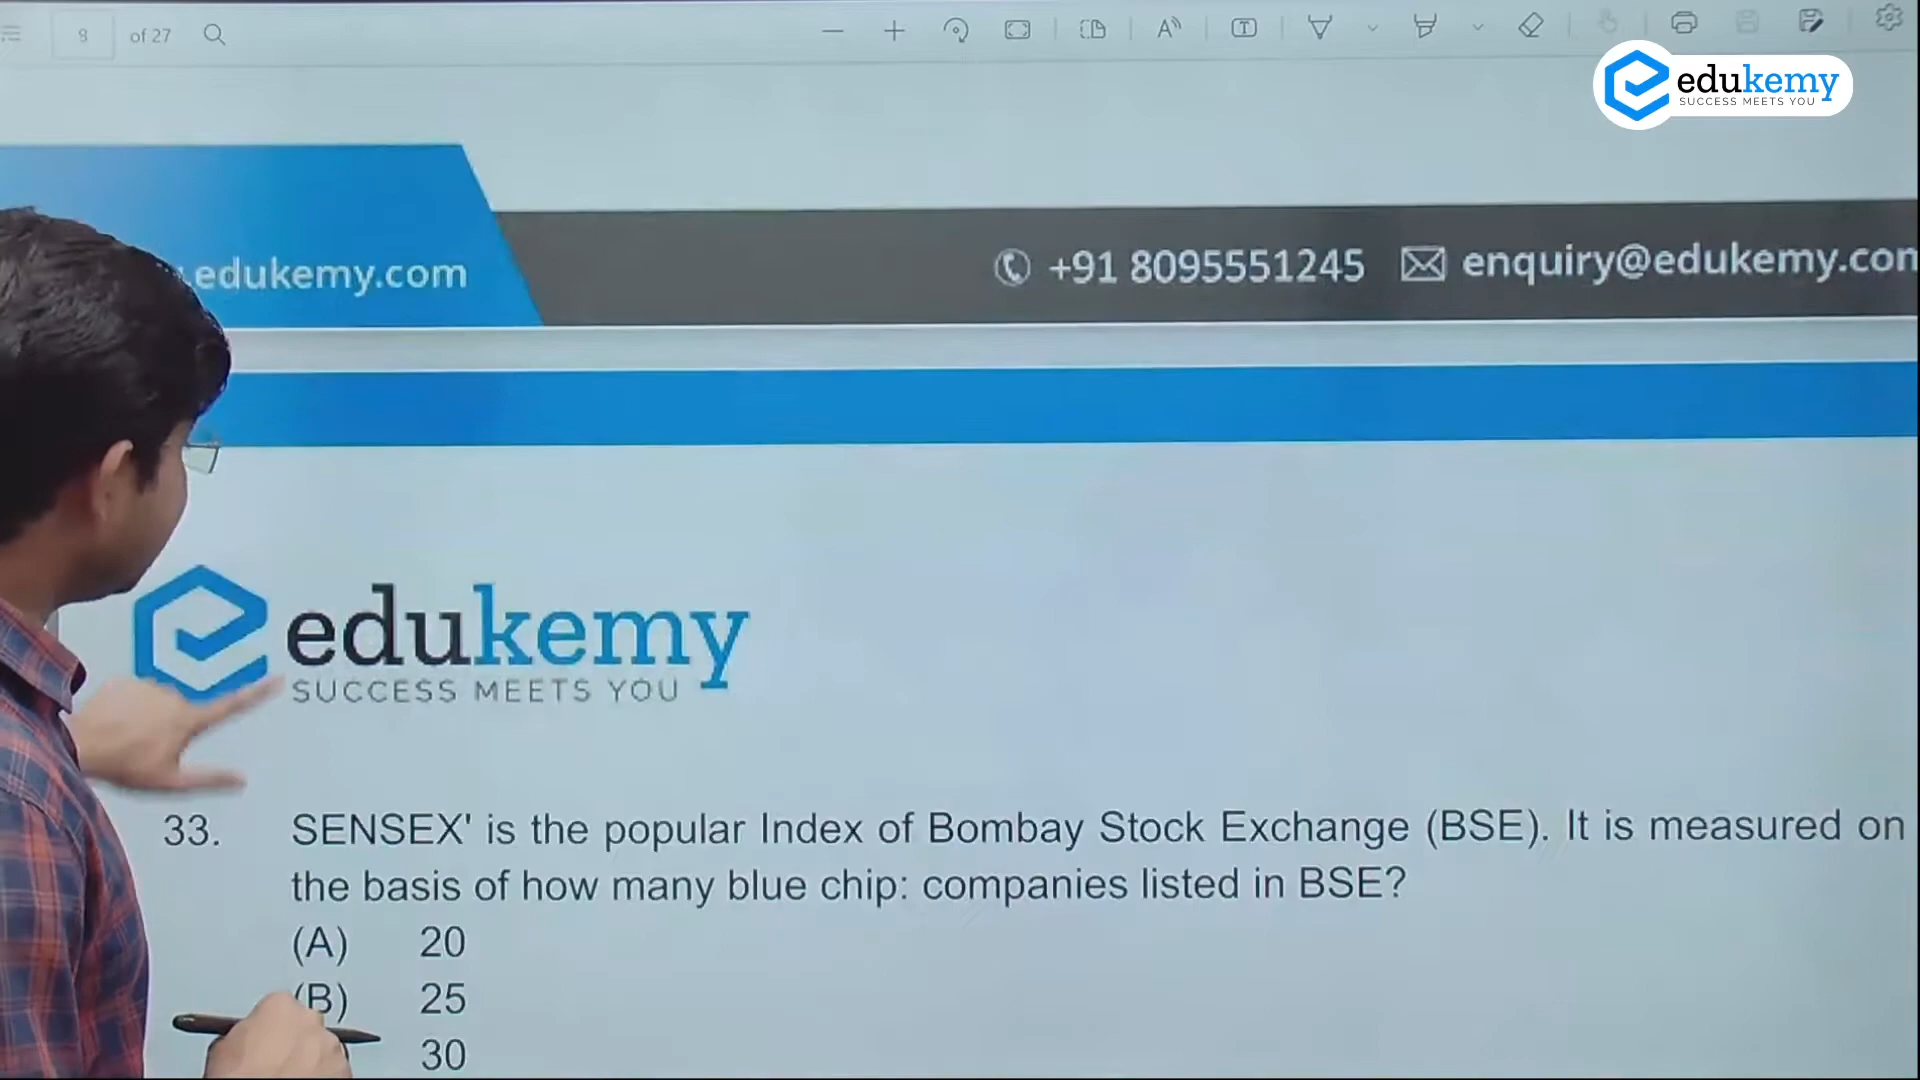 8 of 27
edukemy
SUCCESS MEETS YOU
.edukemy.com
+91 8095551245 enquiry@edukemy.com
edukemy
SUCCESS MEETS YOU
33. SENSEX' is the popular Index of Bombay Stock Exchange (BSE). It is measured on
the basis of how many blue chip: companies listed in BSE?
(A) 20
(B) 25
30